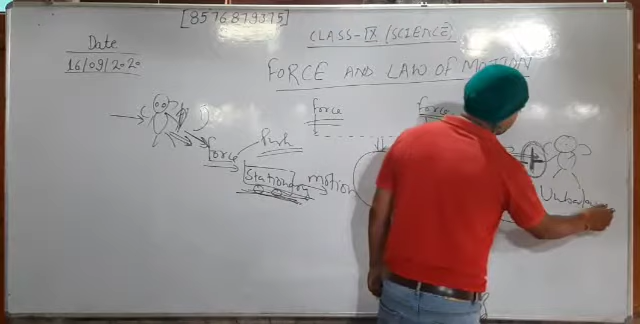 [8576879375]
CLASS-IX/SCIENCE
Date
16/09/2020
FORCE AND LAW OF MOTION
force
force
Push
force
Stationary
motion